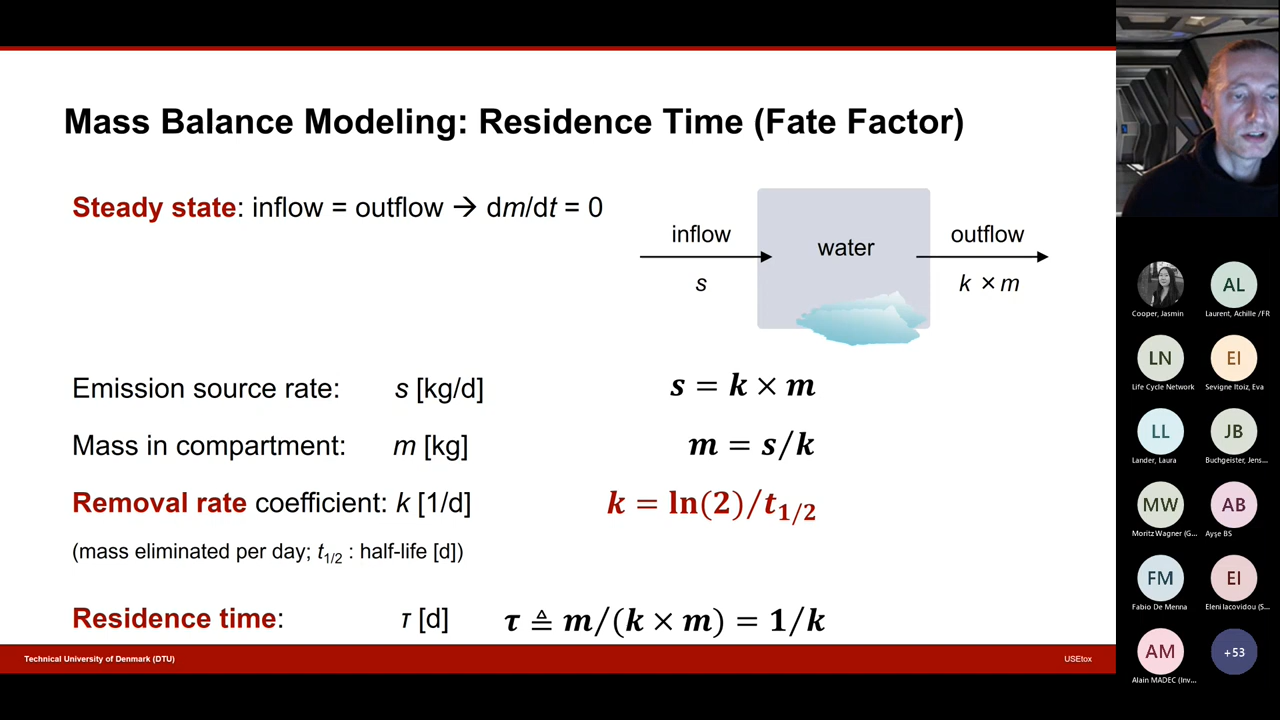 Mass Balance Modeling: Residence Time (Fate Factor)
Steady state: inflow = outflow → dm/dt = 0
inflow
water
outflow
s
k × m
Emission source rate: s [kg/d] s = k × m
Mass in compartment: m [kg] m = s/k
Removal rate coefficient: k [1/d] k = ln(2)/t1/2
(mass eliminated per day; t1/2 : half-life [d])
Residence time: τ [d] τ ≜ m/(k × m) = 1/k
Technical University of Denmark (DTU)
USEtox
AL
Cooper, Jasmin
Laurent, Achille /FR
LN
EI
Life Cycle Network
Sevigne Itoiz, Eva
LL
JB
Lander, Laura
Buchgeister, Jens...
MW
AB
Moritz Wagner (G...
Ayşe BS
FM
EI
Fabio De Menna
Eleni Iacovidou (S...
AM
+53
Alain MADEC (Inv...